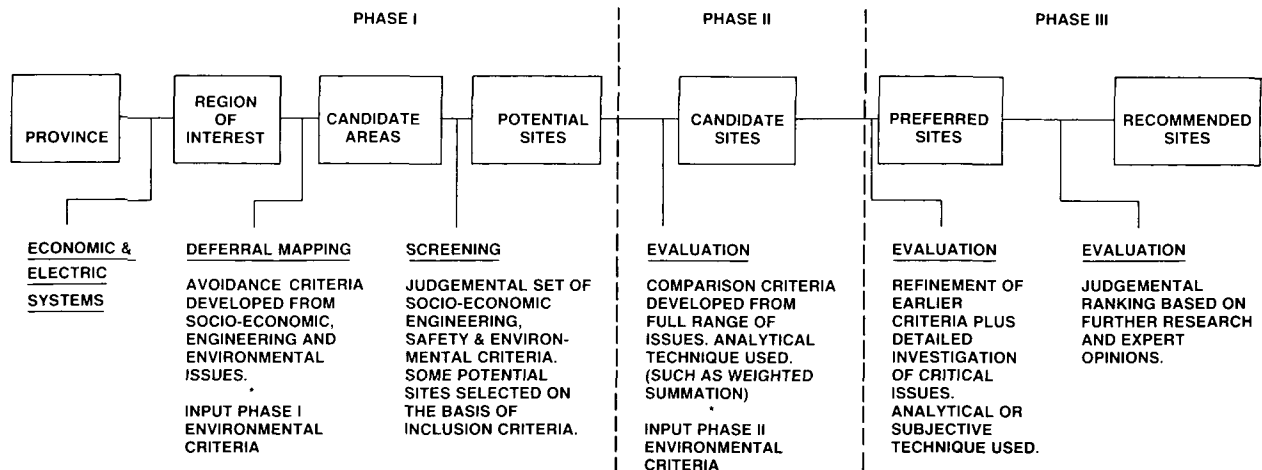 PHASE I
PHASE II
PHASE III
PROVINCE
REGION
OF
INTEREST
CANDIDATE
AREAS
POTENTIAL
SITES
CANDIDATE
SITES
PREFERRED
SITES
RECOMMENDED
SITES
ECONOMIC &
ELECTRIC
SYSTEMS
DEFERRAL MAPPING
AVOIDANCE CRITERIA
DEVELOPED FROM
SOCIO-ECONOMIC,
ENGINEERING AND
ENVIRONMENTAL
ISSUES.
*
INPUT PHASE I
ENVIRONMENTAL
CRITERIA
SCREENING
JUDGEMENTAL SET OF
SOCIO-ECONOMIC
ENGINEERING,
SAFETY & ENVIRON-
MENTAL CRITERIA.
SOME POTENTIAL
SITES SELECTED ON
THE BASIS OF
INCLUSION CRITERIA.
EVALUATION
COMPARISON CRITERIA
DEVELOPED FROM
FULL RANGE OF
ISSUES. ANALYTICAL
TECHNIQUE USED.
(SUCH AS WEIGHTED
SUMMATION)
*
INPUT PHASE II
ENVIRONMENTAL
CRITERIA
EVALUATION
REFINEMENT OF
EARLIER
CRITERIA PLUS
DETAILED
INVESTIGATION
OF CRITICAL
ISSUES.
ANALYTICAL OR
SUBJECTIVE
TECHNIQUE USED.
EVALUATION
JUDGEMENTAL
RANKING BASED ON
FURTHER RESEARCH
AND EXPERT
OPINIONS.